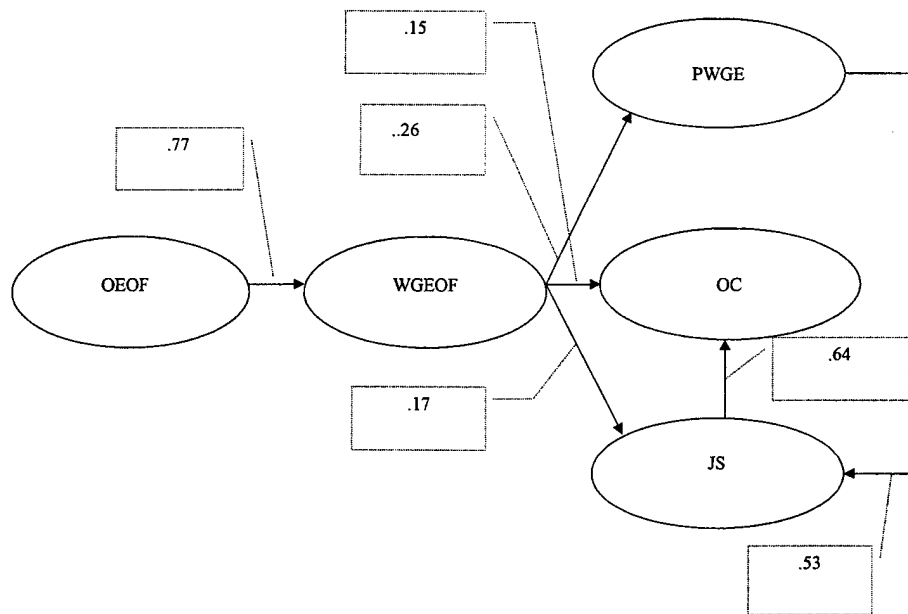 .15
PWGE
..26
.77
OEOF
WGEOF
OC
.64
.17
JS
.53